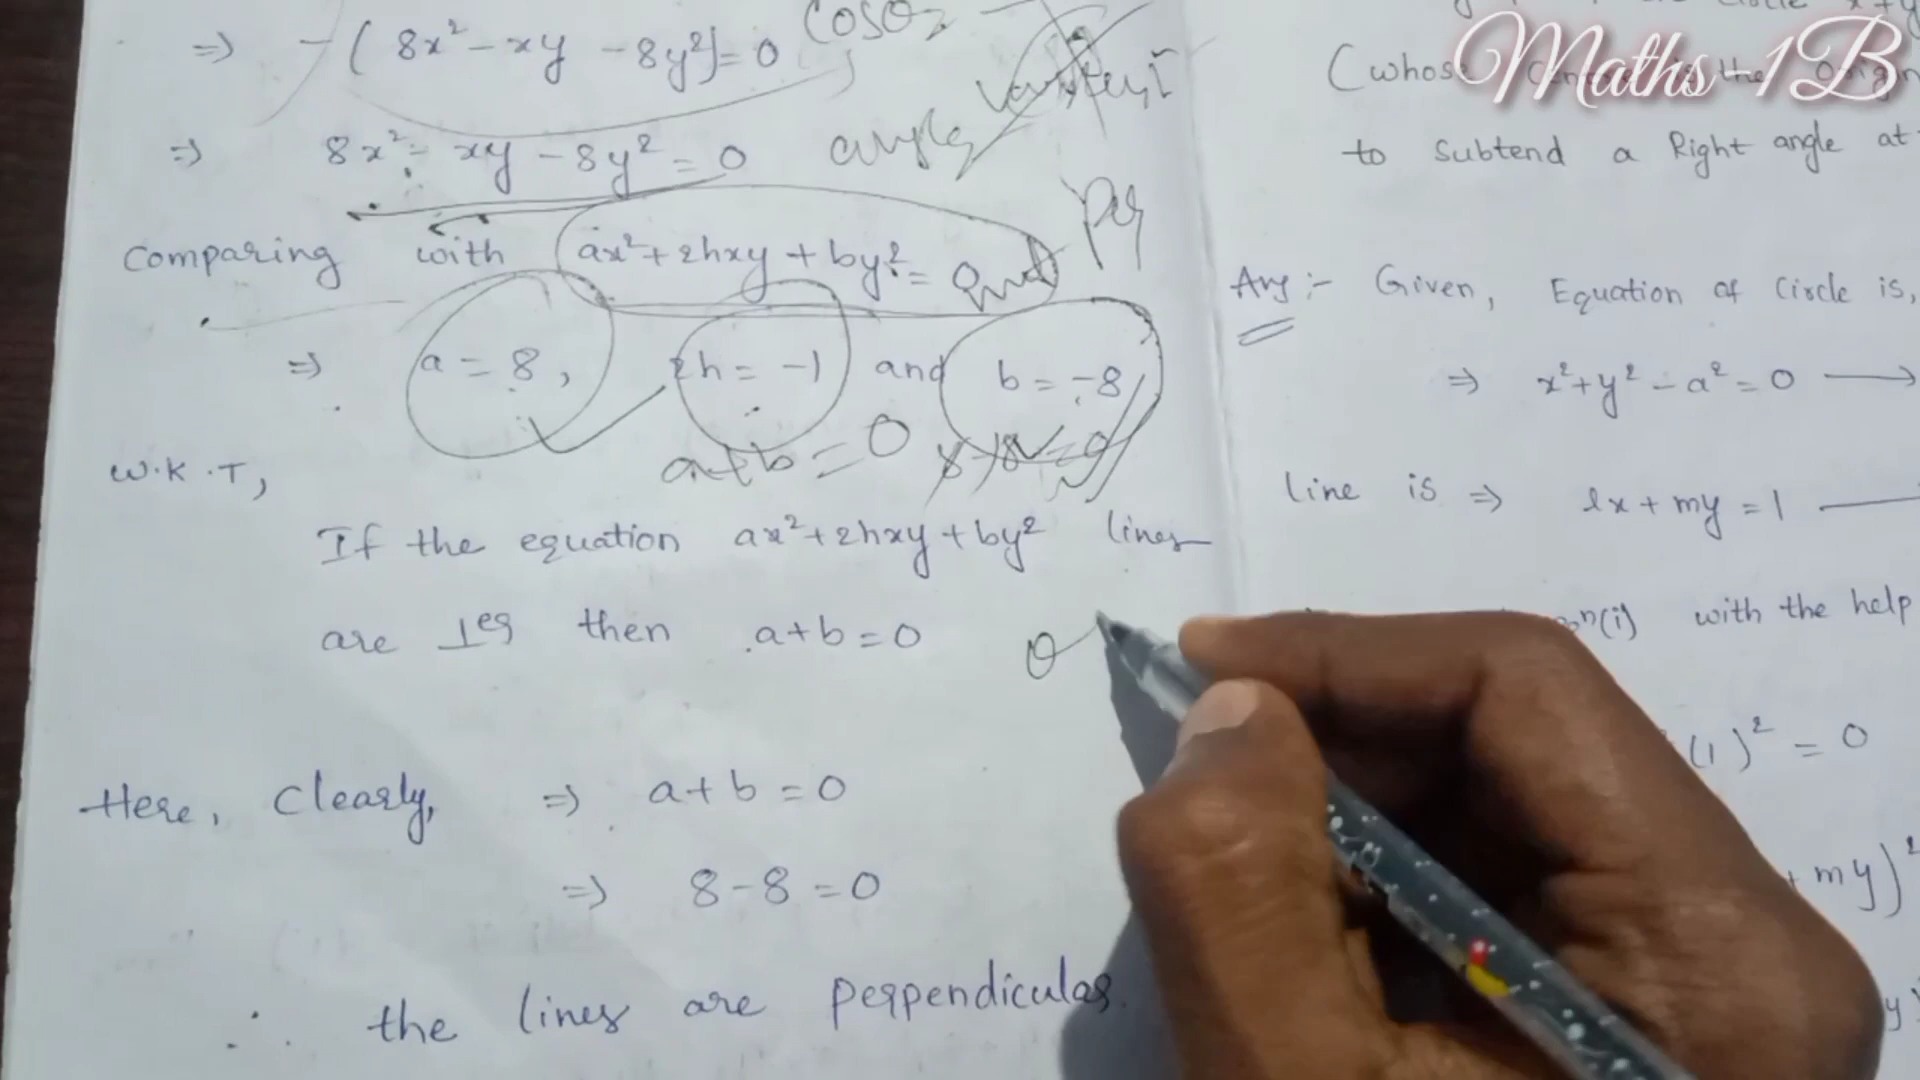 ⇒ - (8x² - xy - 8y²) = 0 cosθ =
⇒ 8x² - xy - 8y² = 0 angle
Comparing with ax² + 2hxy + by² = 0
⇒ a = 8, 2h = -1 and b = -8
a+b = 0
W.K.T,
If the equation ax² + 2hxy + by² lines
are ⊥er then a+b = 0 θ
Here, Clearly, ⇒ a+b = 0
⇒ 8-8 = 0
∴ the lines are perpendicular.
Maths-1B
(whose
to subtend a Right angle at
Ans :- Given, Equation of Circle is,
⇒ x² + y² - a² = 0 →
line is ⇒ lx + my = 1
(i) with the help
(1)² = 0
+ my)²